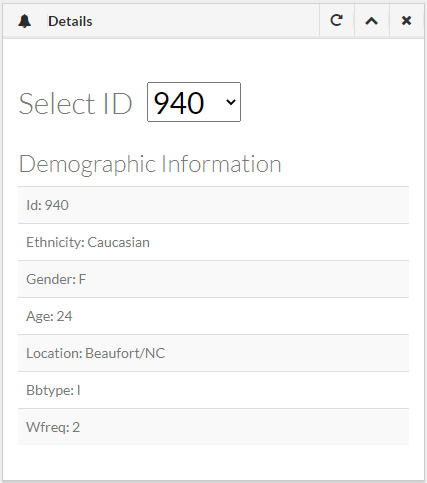 Details
Select ID 940
Demographic Information
Id: 940
Ethnicity: Caucasian
Gender: F
Age: 24
Location: Beaufort/NC
Bbtype: I
Wfreq: 2